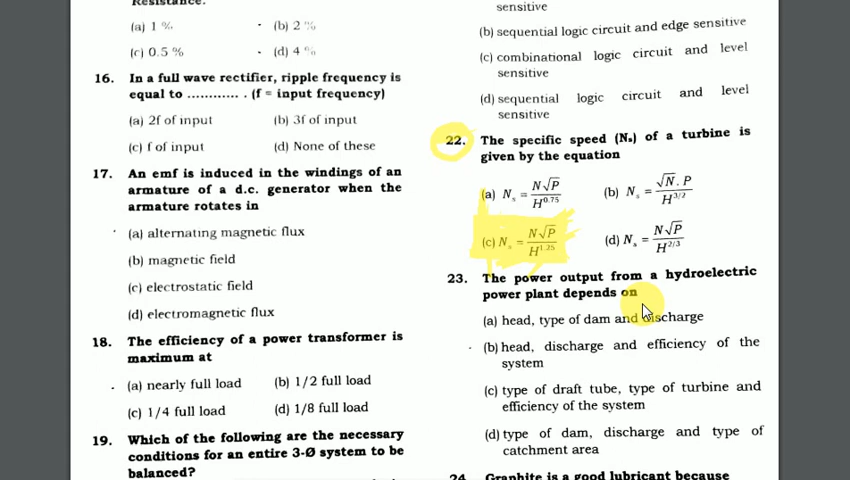 Resistance.
(a) 1 %
(b) 2 %
(c) 0.5 %
(d) 4 %
16. In a full wave rectifier, ripple frequency is
equal to ............ . (f = input frequency)
(a) 2f of input
(b) 3f of input
(c) f of input
(d) None of these
17. An emf is induced in the windings of an
armature of a d.c. generator when the
armature rotates in
(a) alternating magnetic flux
(b) magnetic field
(c) electrostatic field
(d) electromagnetic flux
18. The efficiency of a power transformer is
maximum at
(a) nearly full load
(b) 1/2 full load
(c) 1/4 full load
(d) 1/8 full load
19. Which of the following are the necessary
conditions for an entire 3-Ø system to be
balanced?
sensitive
(b) sequential logic circuit and edge sensitive
(c) combinational logic circuit and level
sensitive
(d) sequential logic circuit and level
sensitive
22. The specific speed (Nₛ) of a turbine is
given by the equation
(a) Nₛ = N√P / H^0.75
(b) Nₛ = √N . P / H^3/2
(c) Nₛ = N√P / H^1.25
(d) Nₛ = N√P / H^2/3
23. The power output from a hydroelectric
power plant depends on
(a) head, type of dam and discharge
(b) head, discharge and efficiency of the
system
(c) type of draft tube, type of turbine and
efficiency of the system
(d) type of dam, discharge and type of
catchment area
24. Graphite is a good lubricant because